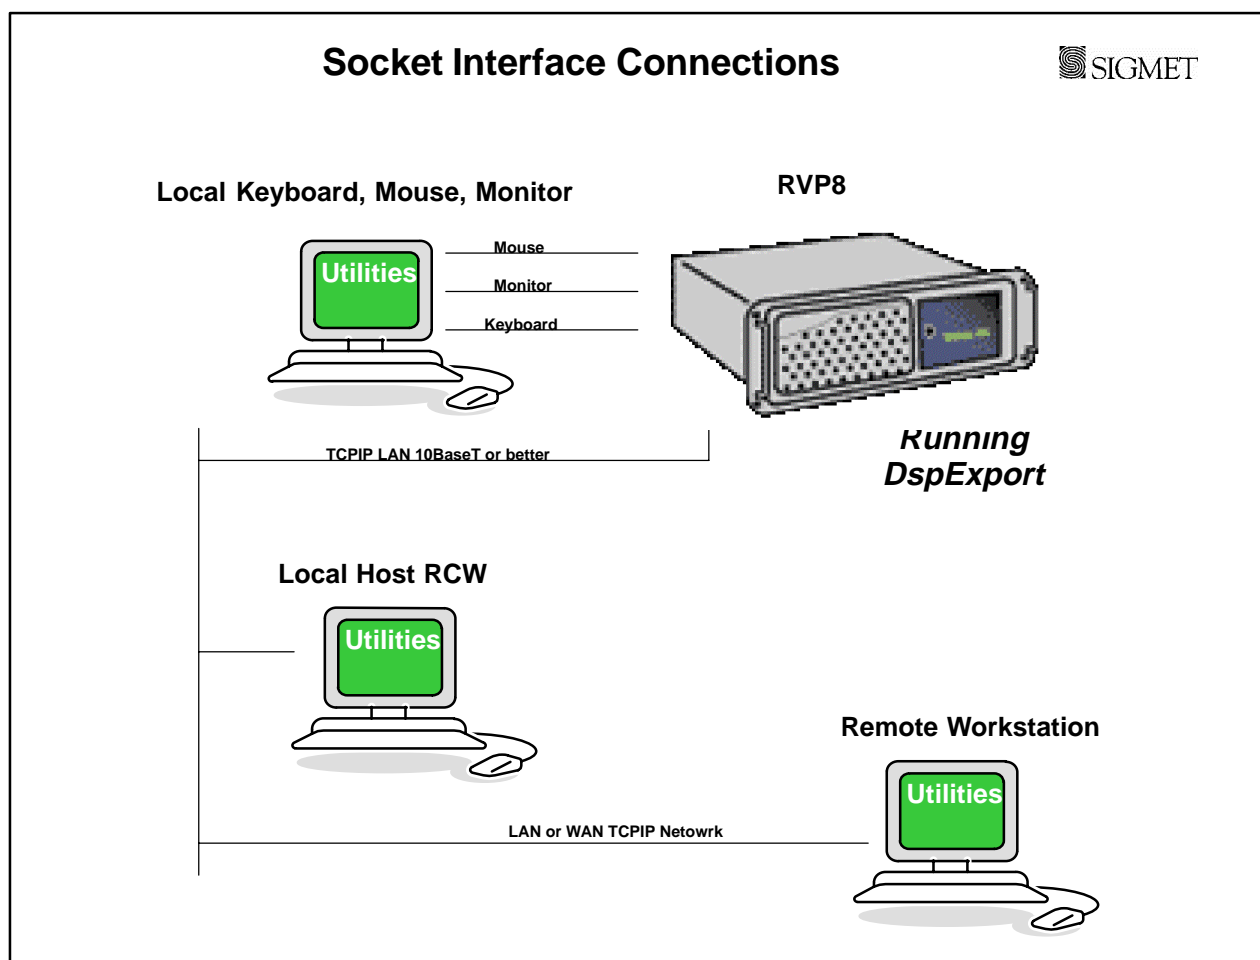 Socket Interface Connections
SIGMET
Local Keyboard, Mouse, Monitor
RVP8
Utilities
Mouse
Monitor
Keyboard
Running
DspExport
TCPIP LAN 10BaseT or better
Local Host RCW
Utilities
Remote Workstation
Utilities
LAN or WAN TCPIP Netowrk